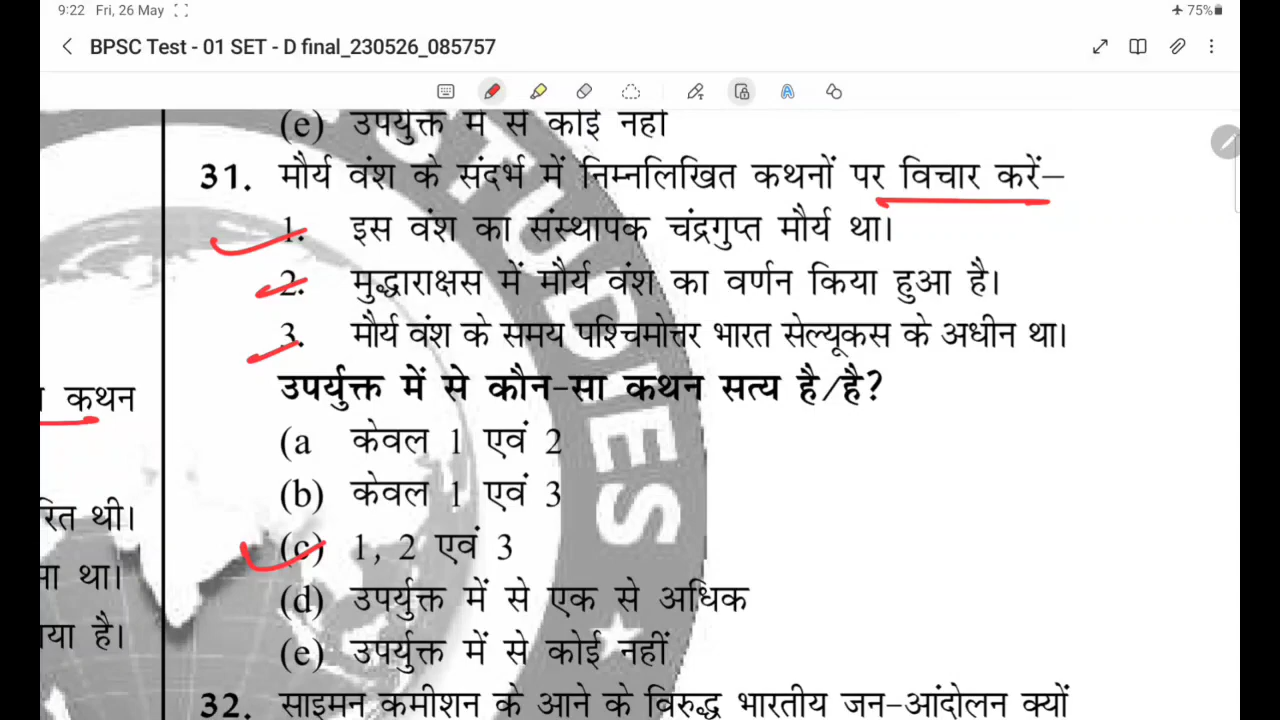 9:22 Fri, 26 May
75%
BPSC Test - 01 SET - D final_230526_085757
(e) उपर्युक्त में से कोई नहीं
31. मौर्य वंश के संदर्भ में निम्नलिखित कथनों पर विचार करें–
1. इस वंश का संस्थापक चंद्रगुप्त मौर्य था।
2. मुद्धाराक्षस में मौर्य वंश का वर्णन किया हुआ है।
3. मौर्य वंश के समय पश्चिमोत्तर भारत सेल्यूकस के अधीन था।
उपर्युक्त में से कौन-सा कथन सत्य है/है?
(a केवल 1 एवं 2
(b) केवल 1 एवं 3
(c) 1, 2 एवं 3
(d) उपर्युक्त में से एक से अधिक
(e) उपर्युक्त में से कोई नहीं
32. साइमन कमीशन के आने के विरुद्ध भारतीय जन-आंदोलन क्यों
कथन
था।
है।
STUDIES